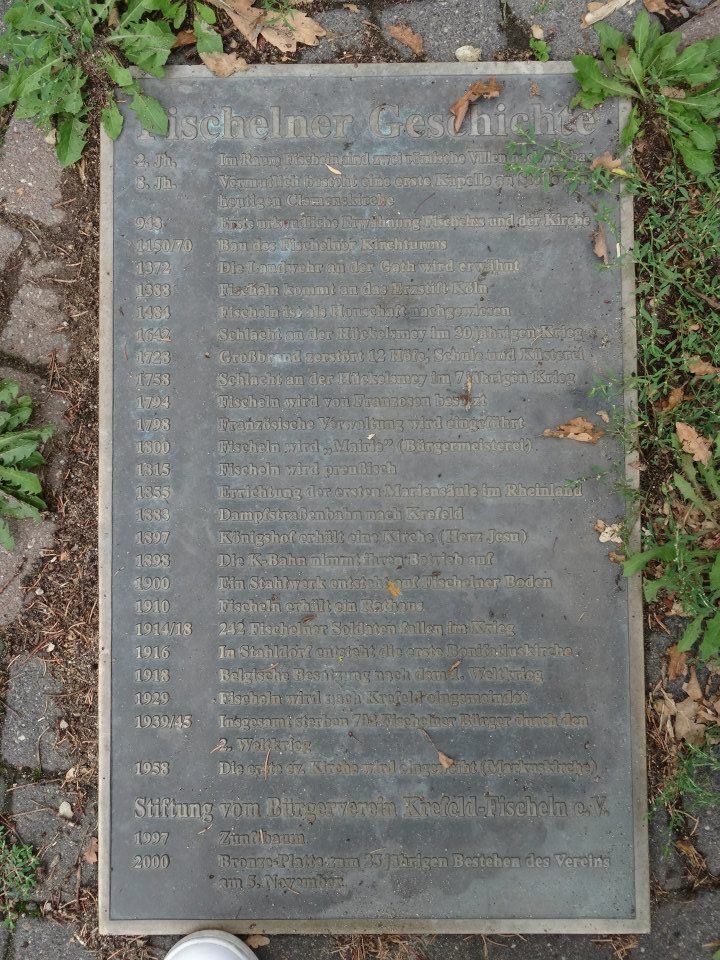 Fischelner Geschichte
2. Jh. Im Raum Fischeln sind zwei römische Villen
8. Jh. Vermutlich besteht eine erste Kapelle an der
heutigen Clemenskirche
943 Erste urkundliche Erwähnung Fischelns und der Kirche
1150/70 Bau des Fischelner Kirchturms
1372 Die Landwehr an der Gath wird erwähnt
1388 Fischeln kommt an das Erzstift Köln
1484 Fischeln ist als Honschaft nachgewiesen
1642 Schlacht an der Hückelsmey im 30jährigen Krieg
1723 Großbrand zerstört 12 Höfe, Schule und Küsterei
1758 Schlacht an der Hückelsmey im 7jährigen Krieg
1794 Fischeln wird von Franzosen besetzt
1798 Französische Verwaltung wird eingeführt
1800 Fischeln wird „Mairie" (Bürgermeisterei)
1815 Fischeln wird preußisch
1855 Errichtung der ersten Mariensäule im Rheinland
1883 Dampfstraßenbahn nach Krefeld
1897 Königshof erhält eine Kirche (Herz Jesu)
1898 Die K-Bahn nimmt ihren Betrieb auf
1900 Ein Stahlwerk entsteht auf Fischelner Boden
1910 Fischeln erhält ein Rathaus
1914/18 242 Fischelner Soldaten fallen im Krieg
1916 In Stahldorf entsteht die erste Bonifatiuskirche
1918 Belgische Besatzung nach dem 1. Weltkrieg
1929 Fischeln wird nach Krefeld eingemeindet
1939/45 Insgesamt sterben Fischelner Bürger durch den
2. Weltkrieg
1958 Die erste ev. Kirche wird eingeweiht (Markuskirche)
Stiftung vom Bürgerverein Krefeld-Fischeln e.V.
1997 Zunftbaum
2000 Bronze-Platte zum 25 jährigen Bestehen des Vereins
am 5. November